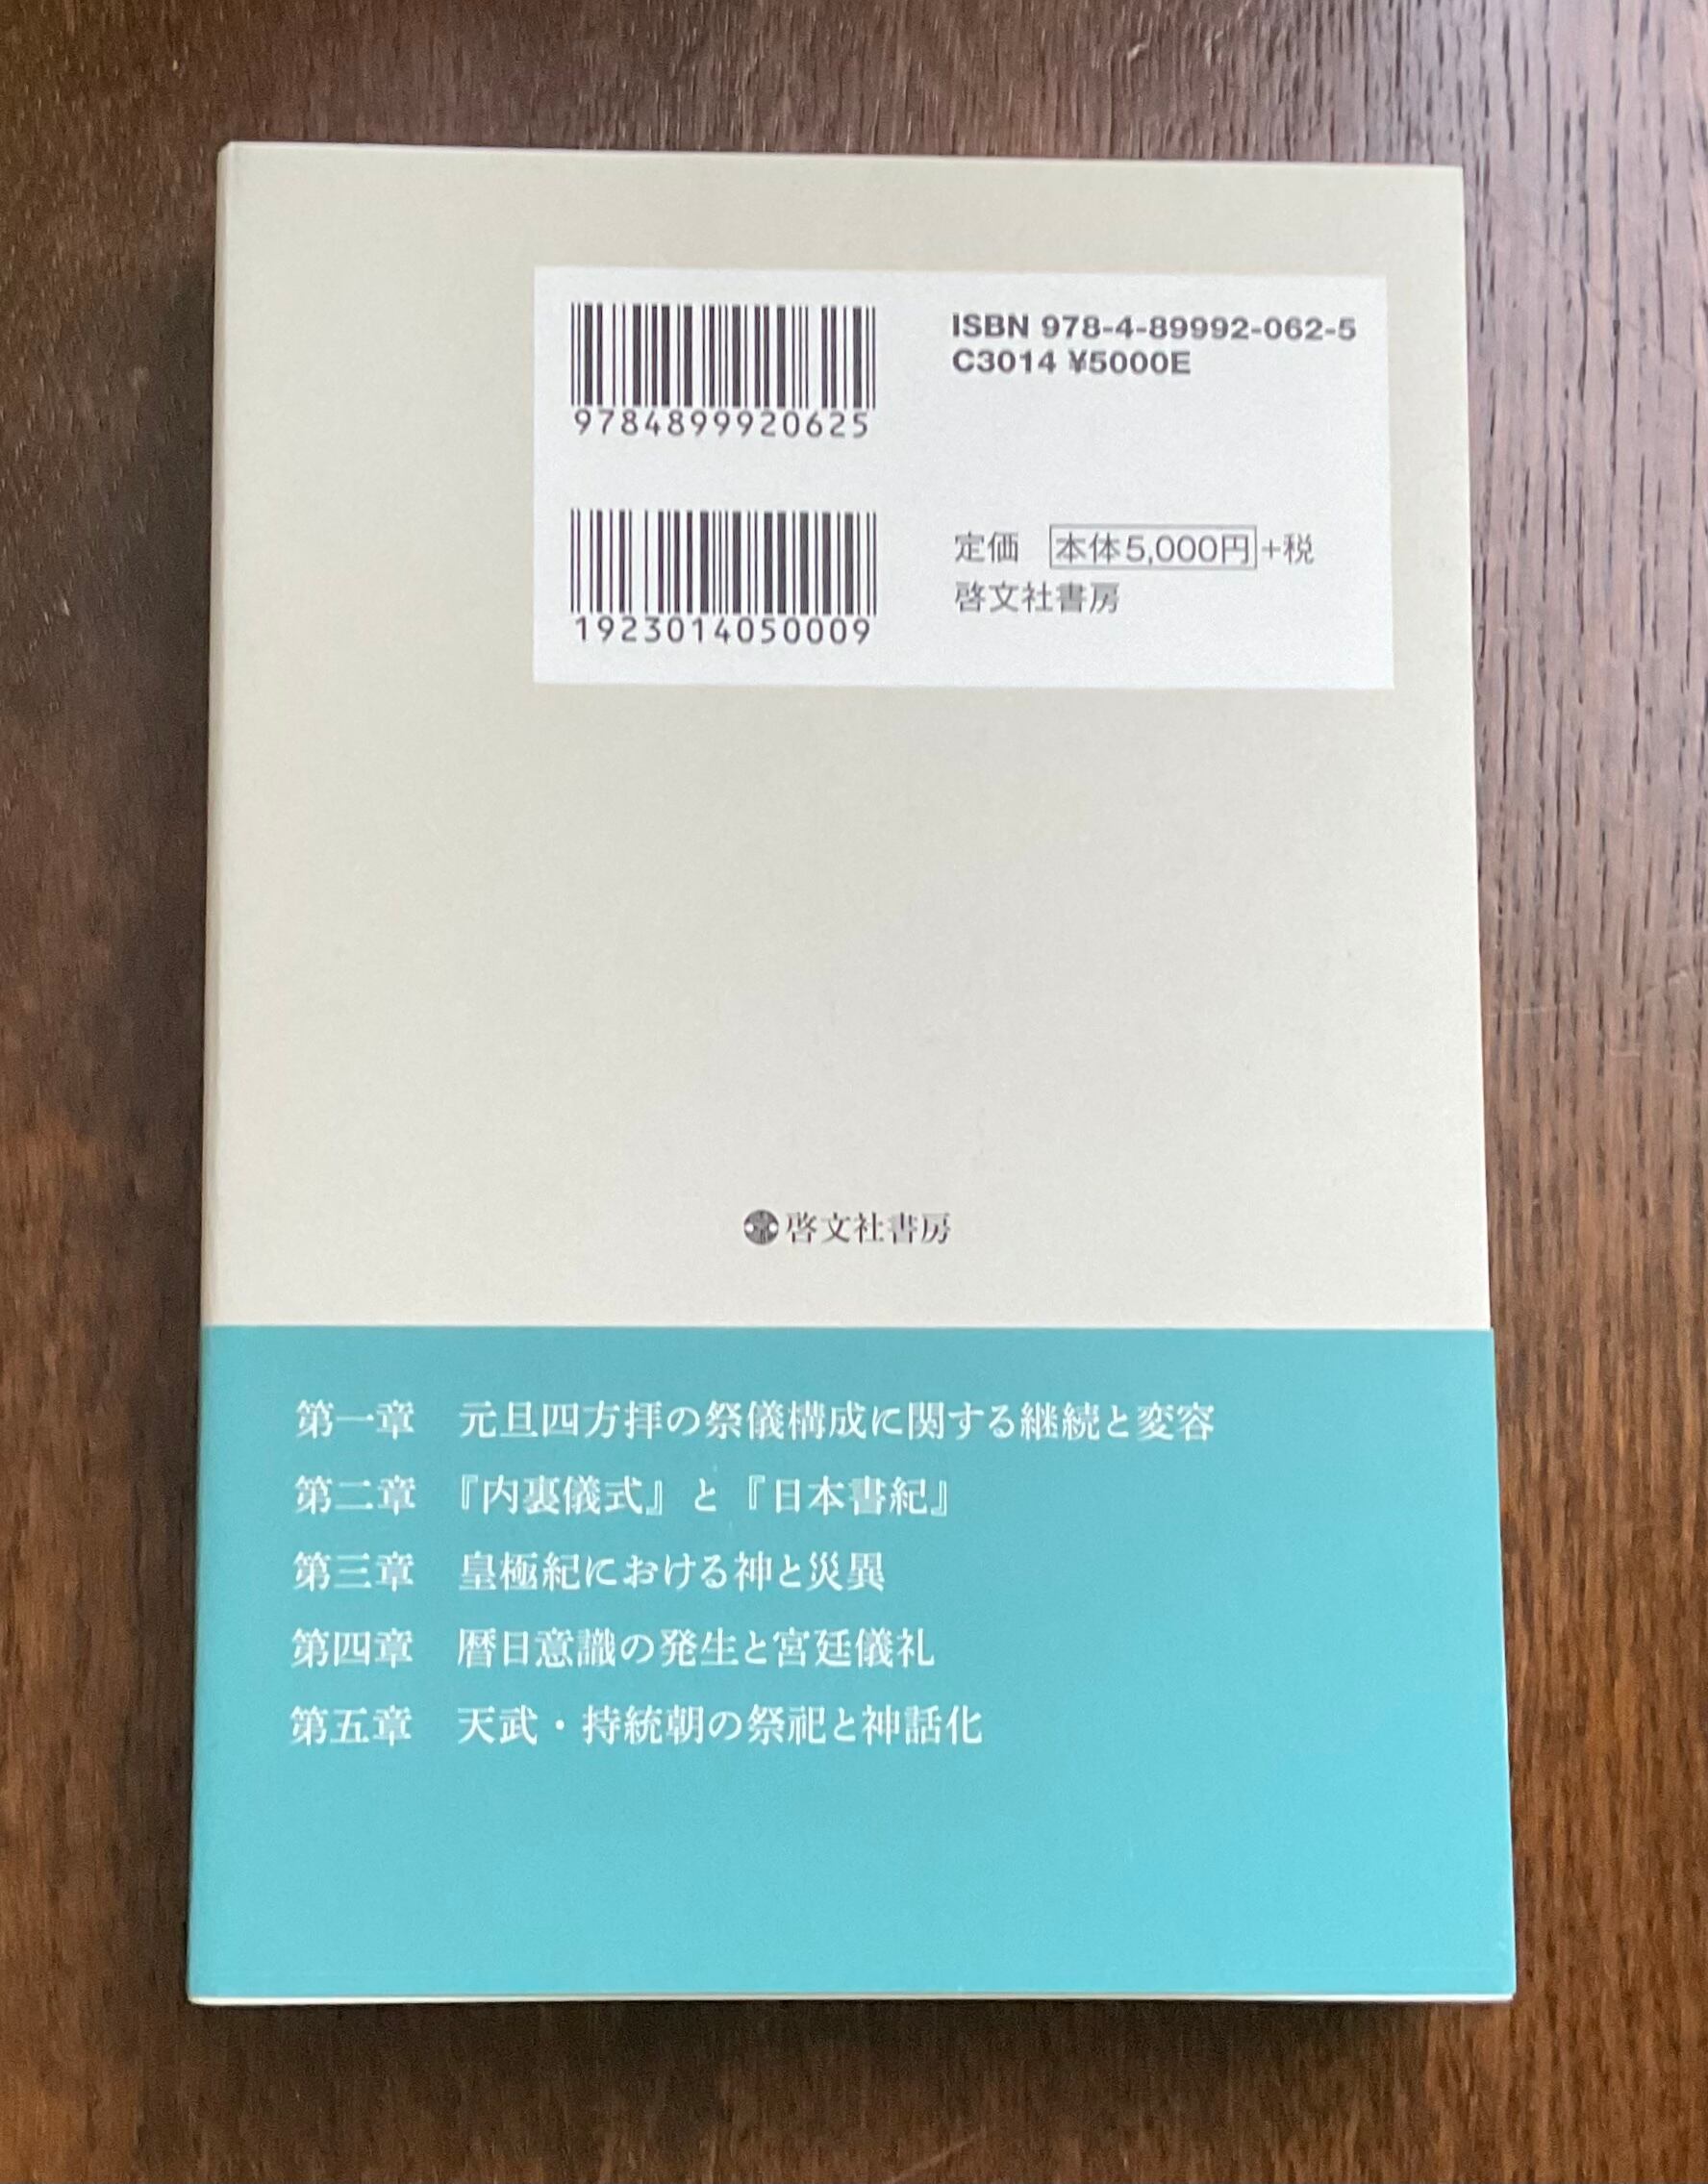 9784899920625
ISBN 978-4-89992-062-5
C3014 ¥5000E
1923014050009
定価 本体5,000円+税
啓文社書房
啓文社書房
第一章 元旦四方拝の祭儀構成に関する継続と変容
第二章 『内裏儀式』と『日本書紀』
第三章 皇極紀における神と災異
第四章 暦日意識の発生と宮廷儀礼
第五章 天武・持統朝の祭祀と神話化